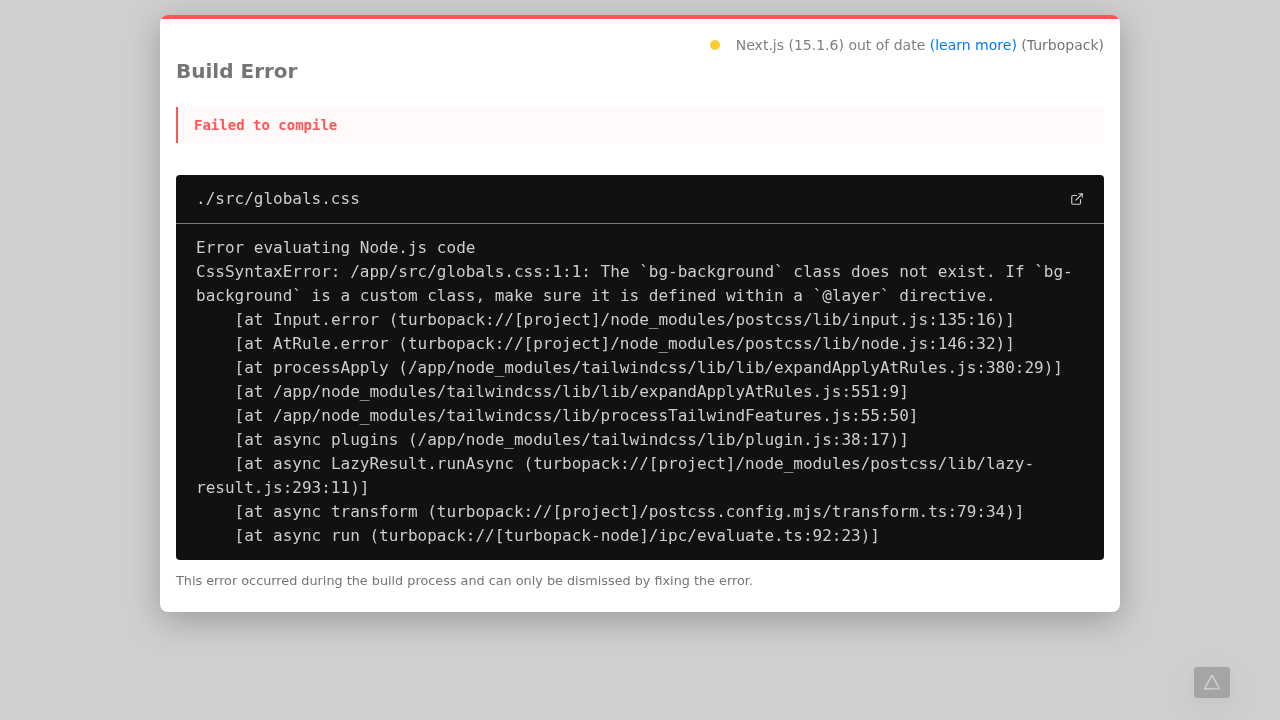 Next.js (15.1.6) out of date (learn more) (Turbopack)
Build Error
Failed to compile
./src/globals.css
Error evaluating Node.js code
CssSyntaxError: /app/src/globals.css:1:1: The `bg-background` class does not exist. If `bg-
background` is a custom class, make sure it is defined within a `@layer` directive.
    [at Input.error (turbopack://[project]/node_modules/postcss/lib/input.js:135:16)]
    [at AtRule.error (turbopack://[project]/node_modules/postcss/lib/node.js:146:32)]
    [at processApply (/app/node_modules/tailwindcss/lib/lib/expandApplyAtRules.js:380:29)]
    [at /app/node_modules/tailwindcss/lib/lib/expandApplyAtRules.js:551:9]
    [at /app/node_modules/tailwindcss/lib/processTailwindFeatures.js:55:50]
    [at async plugins (/app/node_modules/tailwindcss/lib/plugin.js:38:17)]
    [at async LazyResult.runAsync (turbopack://[project]/node_modules/postcss/lib/lazy-
result.js:293:11)]
    [at async transform (turbopack://[project]/postcss.config.mjs/transform.ts:79:34)]
    [at async run (turbopack://[turbopack-node]/ipc/evaluate.ts:92:23)]
This error occurred during the build process and can only be dismissed by fixing the error.